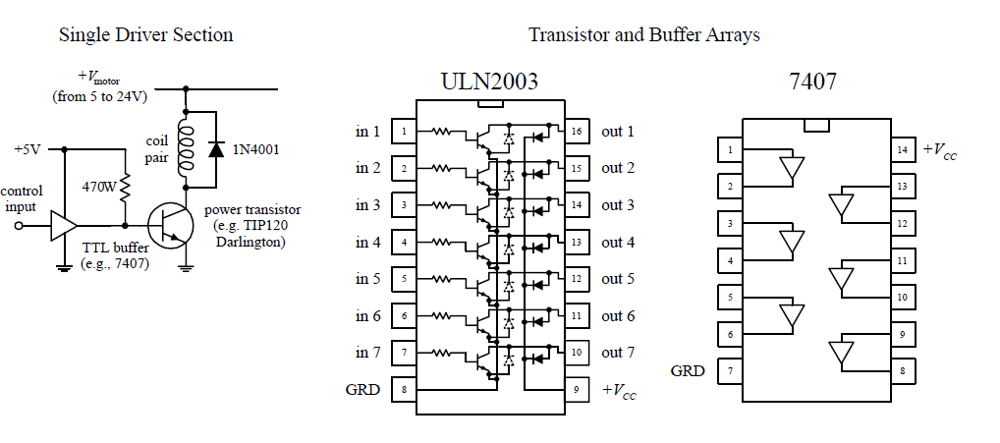 Single Driver Section
+Vmotor
(from 5 to 24V)
coil
pair
1N4001
+5V
470W
control
input
power transistor
(e.g. TIP120
Darlington)
TTL buffer
(e.g., 7407)
Transistor and Buffer Arrays
ULN2003
in 1 1 16 out 1
in 2 2 15 out 2
in 3 3 14 out 3
in 4 4 13 out 4
in 5 5 12 out 5
in 6 6 11 out 6
in 7 7 10 out 7
GRD 8 9 +VCC
7407
1 14 +VCC
2 13
3 12
4 11
5 10
6 9
GRD 7 8